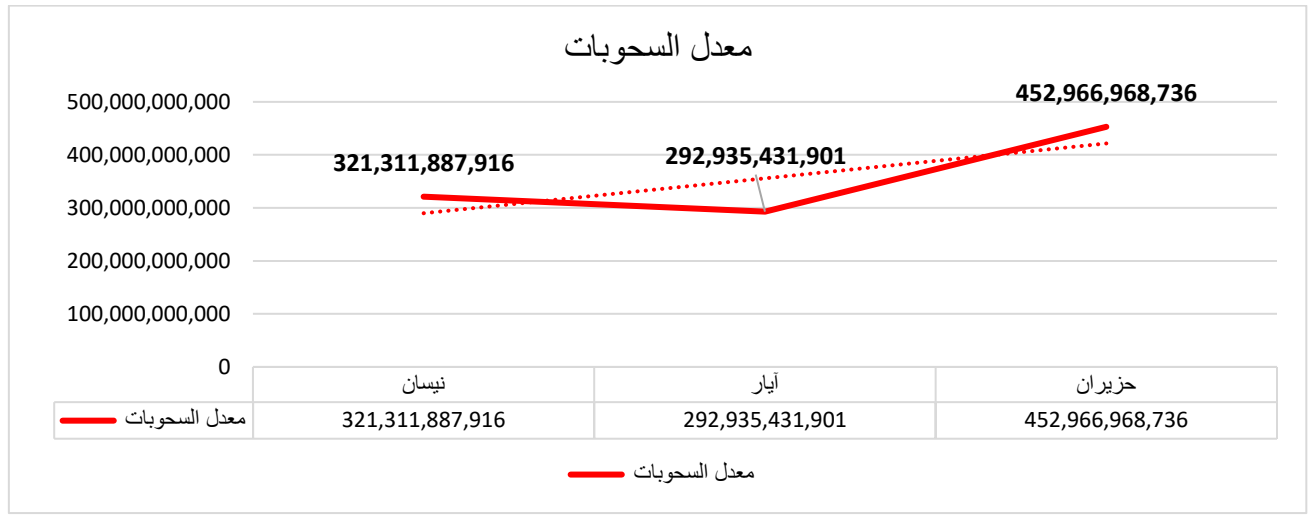 معدل السحوبات
500,000,000,000
400,000,000,000
300,000,000,000
200,000,000,000
100,000,000,000
0
321,311,887,916
292,935,431,901
452,966,968,736
نيسان
آيار
حزيران
معدل السحوبات 321,311,887,916 292,935,431,901 452,966,968,736
معدل السحوبات